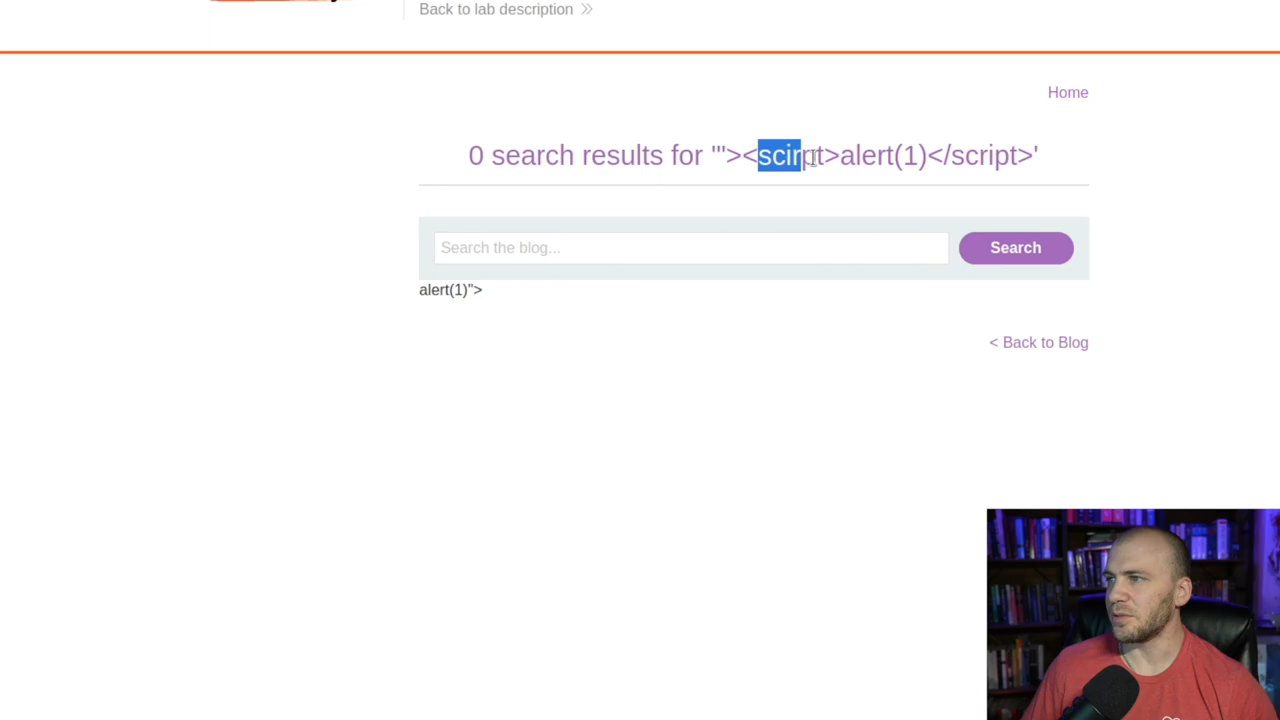 Back to lab description
Home
0 search results for '"><scirpt>alert(1)</script>'
Search the blog...
Search
alert(1)">
< Back to Blog